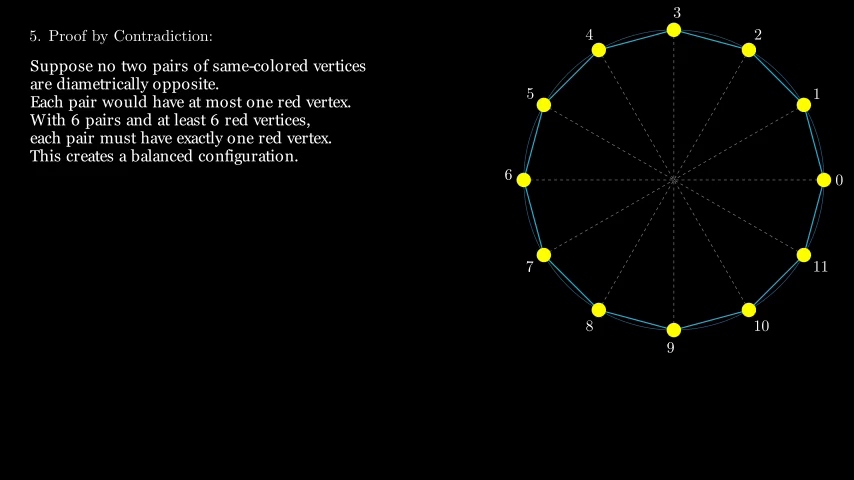 5. Proof by Contradiction:
Suppose no two pairs of same-colored vertices
are diametrically opposite.
Each pair would have at most one red vertex.
With 6 pairs and at least 6 red vertices,
each pair must have exactly one red vertex.
This creates a balanced configuration.
3
4
2
5
1
6
0
7
11
8
10
9